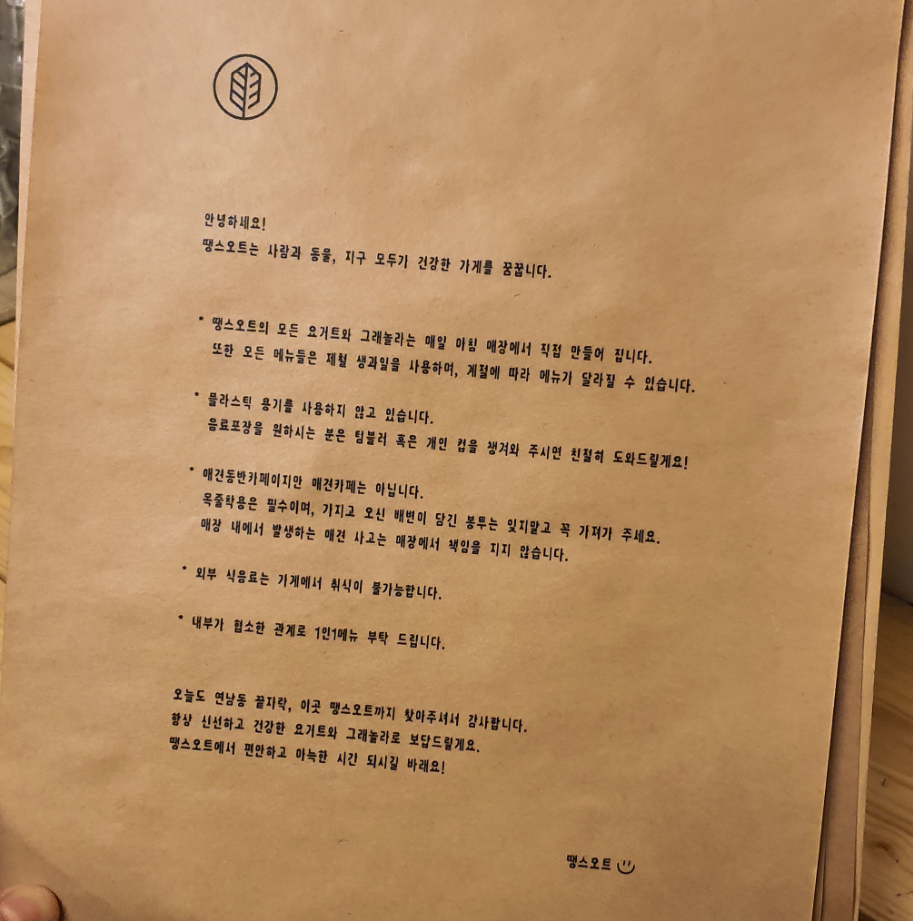 안녕하세요!
땡스오트는 사람과 동물, 지구 모두가 건강한 가게를 꿈꿉니다.
* 땡스오트의 모든 요거트와 그래놀라는 매일 아침 매장에서 직접 만들어 집니다.
또한 모든 메뉴들은 제철 생과일을 사용하며, 계절에 따라 메뉴가 달라질 수 있습니다.
* 플라스틱 용기를 사용하지 않고 있습니다.
음료포장을 원하시는 분은 텀블러 혹은 개인 컵을 챙겨와 주시면 친절히 도와드릴게요!
* 애견동반카페이지만 애견카페는 아닙니다.
목줄착용은 필수이며, 가지고 오신 배변이 담긴 봉투는 잊지말고 꼭 가져가 주세요.
매장 내에서 발생하는 애견 사고는 매장에서 책임을 지지 않습니다.
* 외부 식음료는 가게에서 취식이 불가능합니다.
* 내부가 협소한 관계로 1인1메뉴 부탁 드립니다.
오늘도 연남동 끝자락, 이곳 땡스오트까지 찾아주셔서 감사합니다.
항상 신선하고 건강한 요거트와 그래놀라로 보답드릴게요.
땡스오트에서 편안하고 아늑한 시간 되시길 바래요!
땡스오트